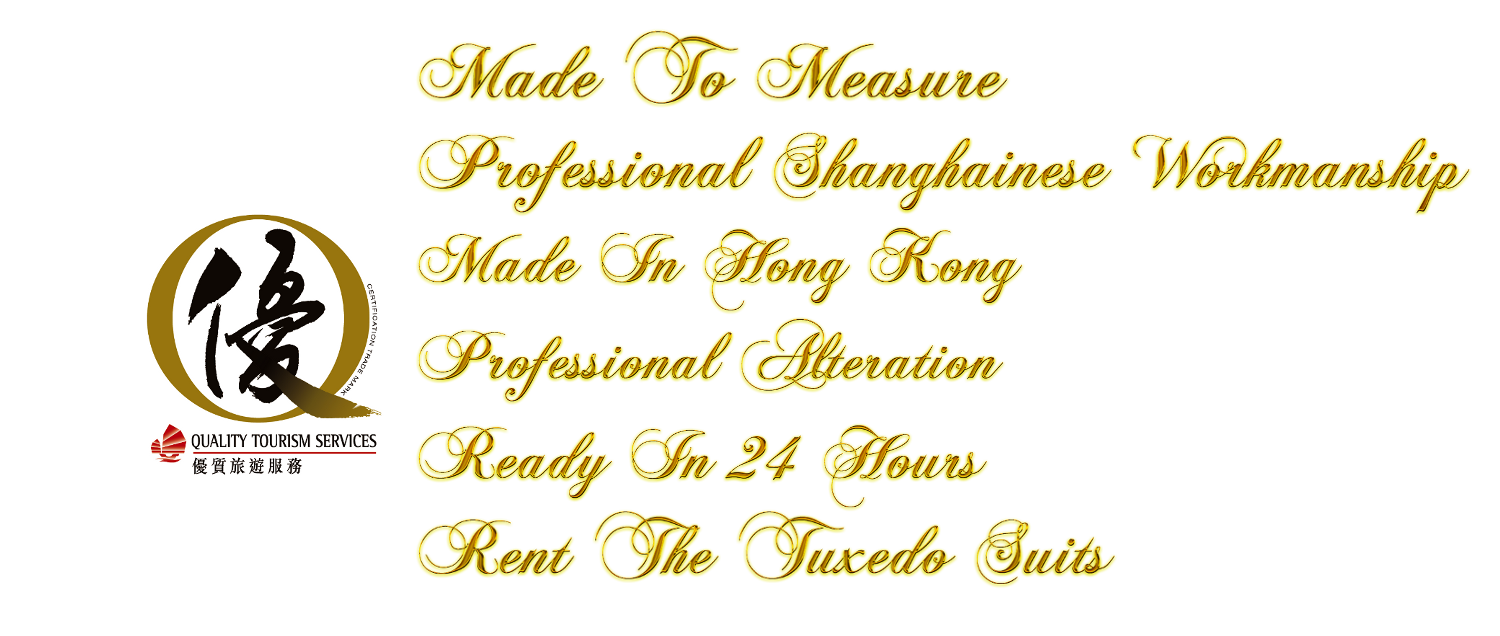 Made To Measure
Professional Shanghainese Workmanship
Made In Hong Kong
Professional Alteration
Ready In 24 Hours
Rent The Tuxedo Suits
優
CERTIFICATION TRADE MARK
QUALITY TOURISM SERVICES
優質旅遊服務